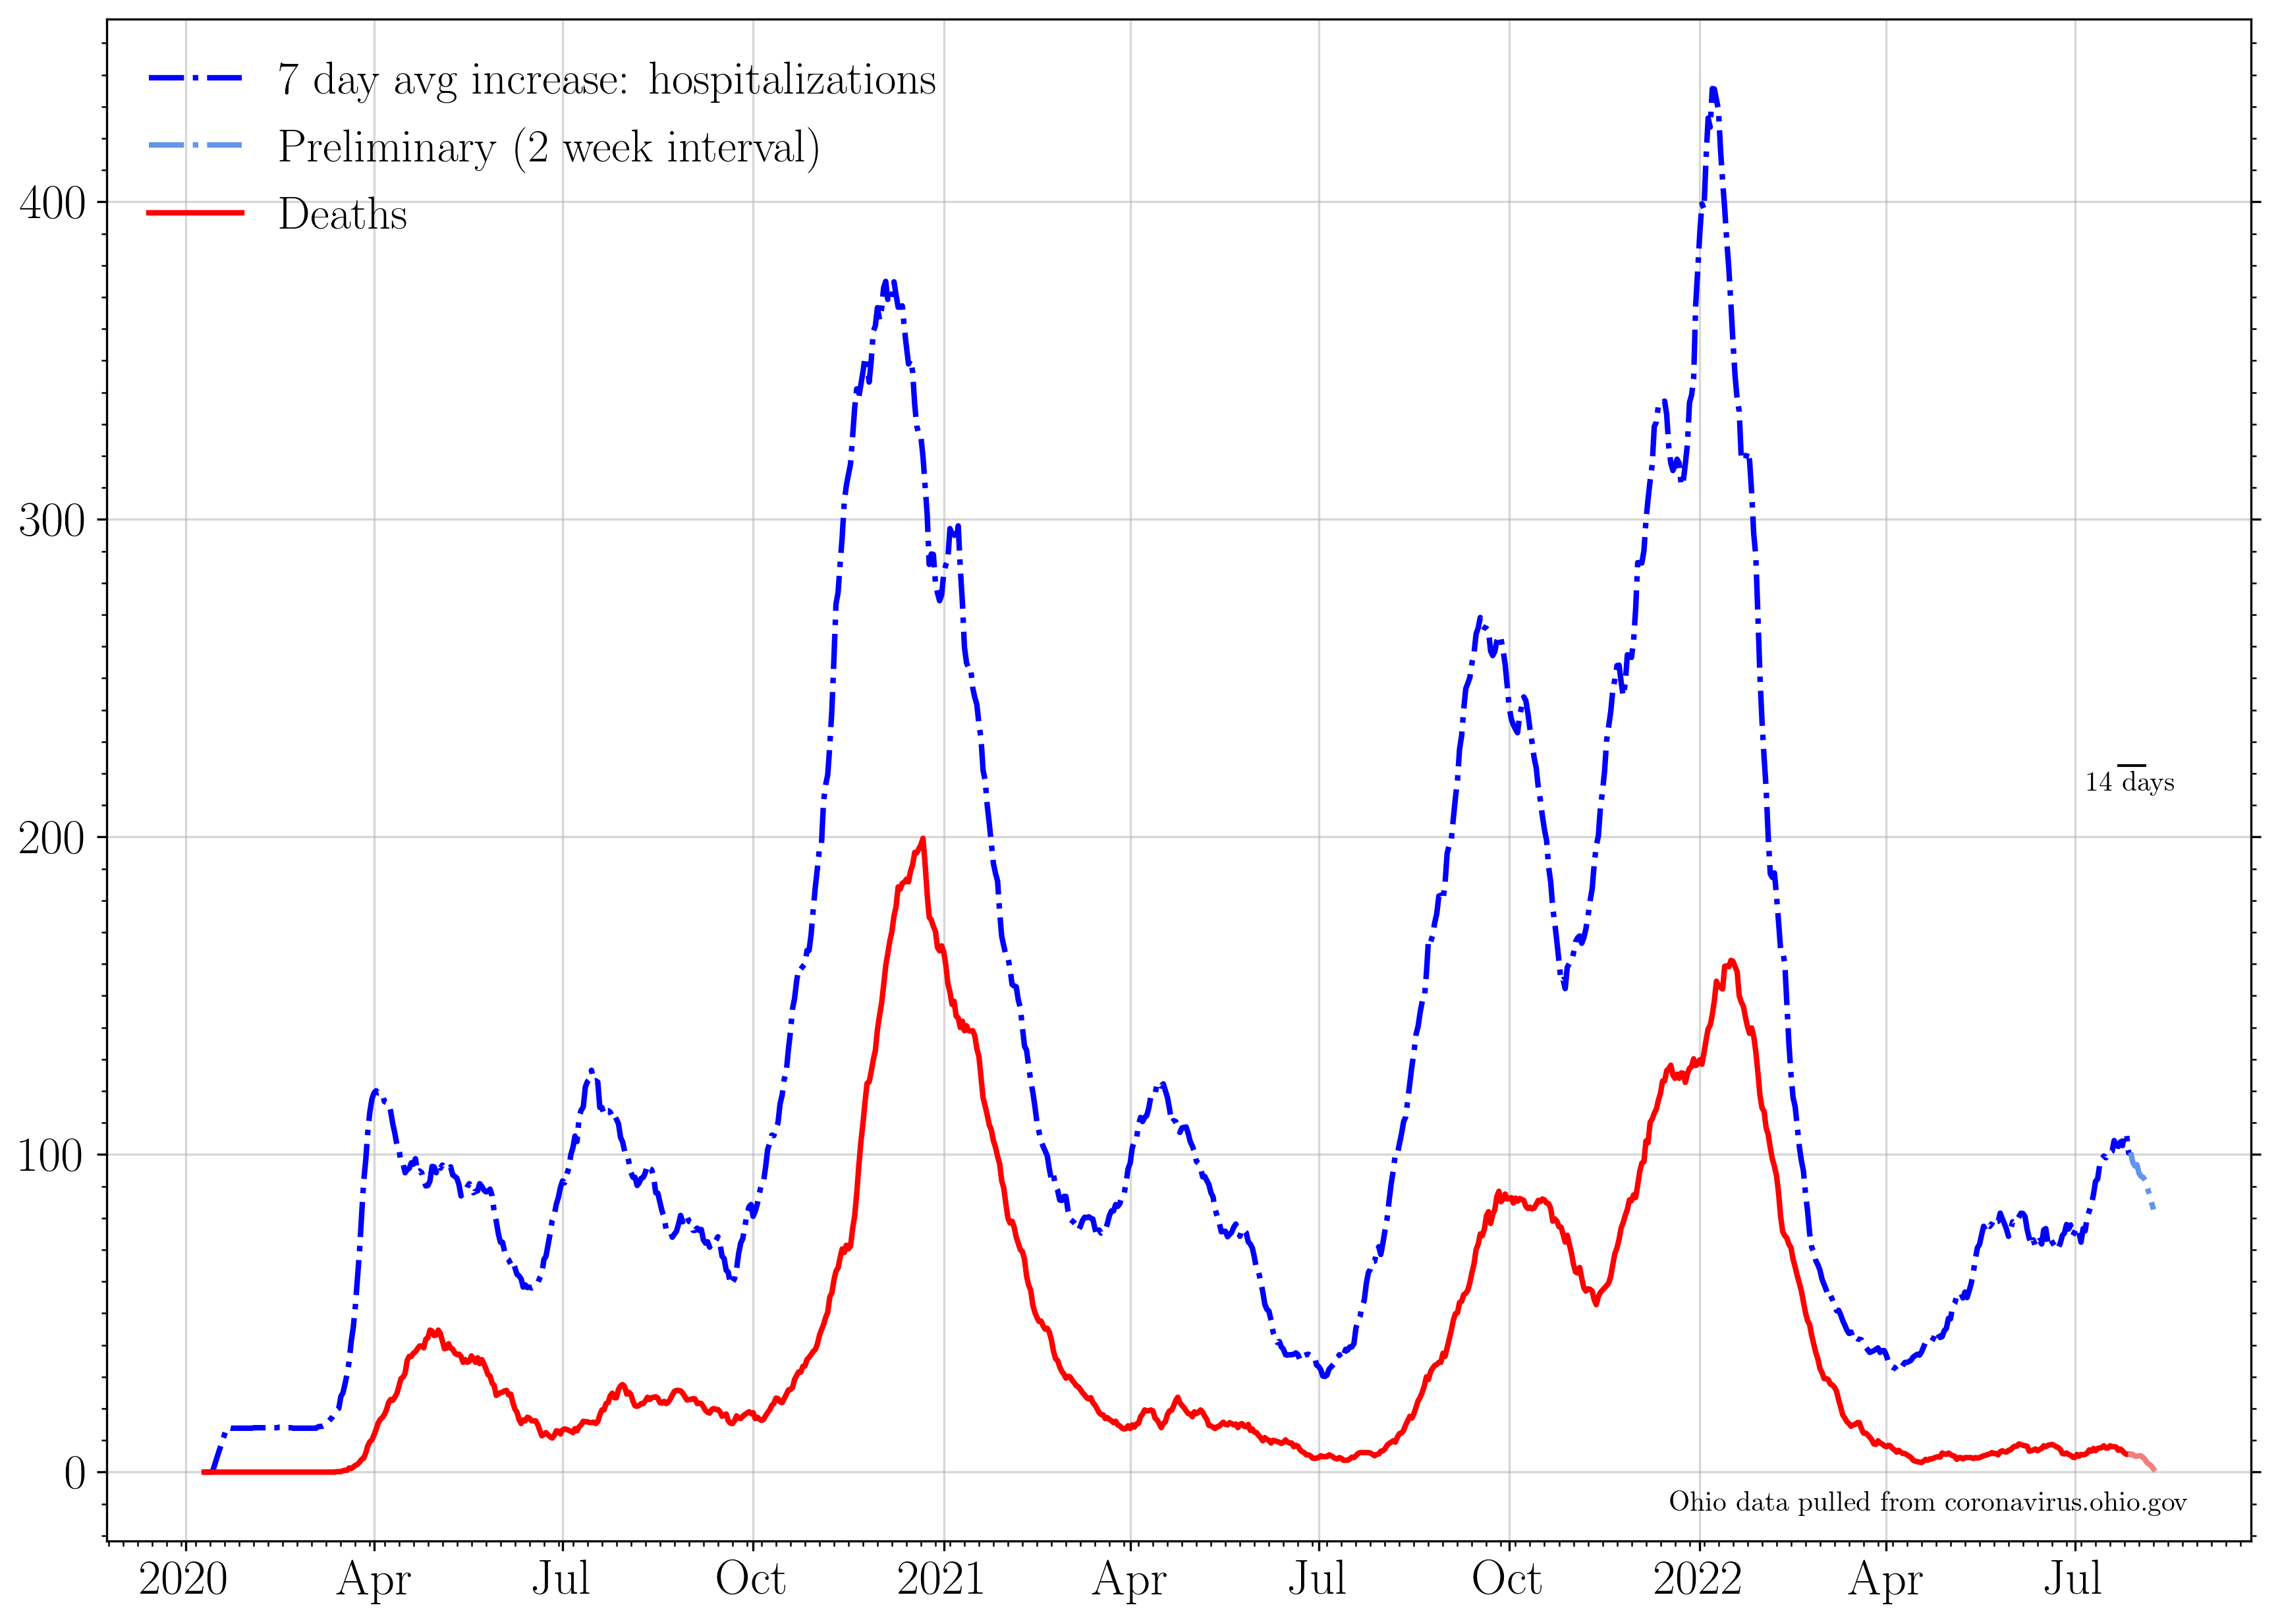 7 day avg increase: hospitalizations
Preliminary (2 week interval)
Deaths
400
300
200
100
0
14 days
Ohio data pulled from coronavirus.ohio.gov
2020 Apr Jul Oct 2021 Apr Jul Oct 2022 Apr Jul